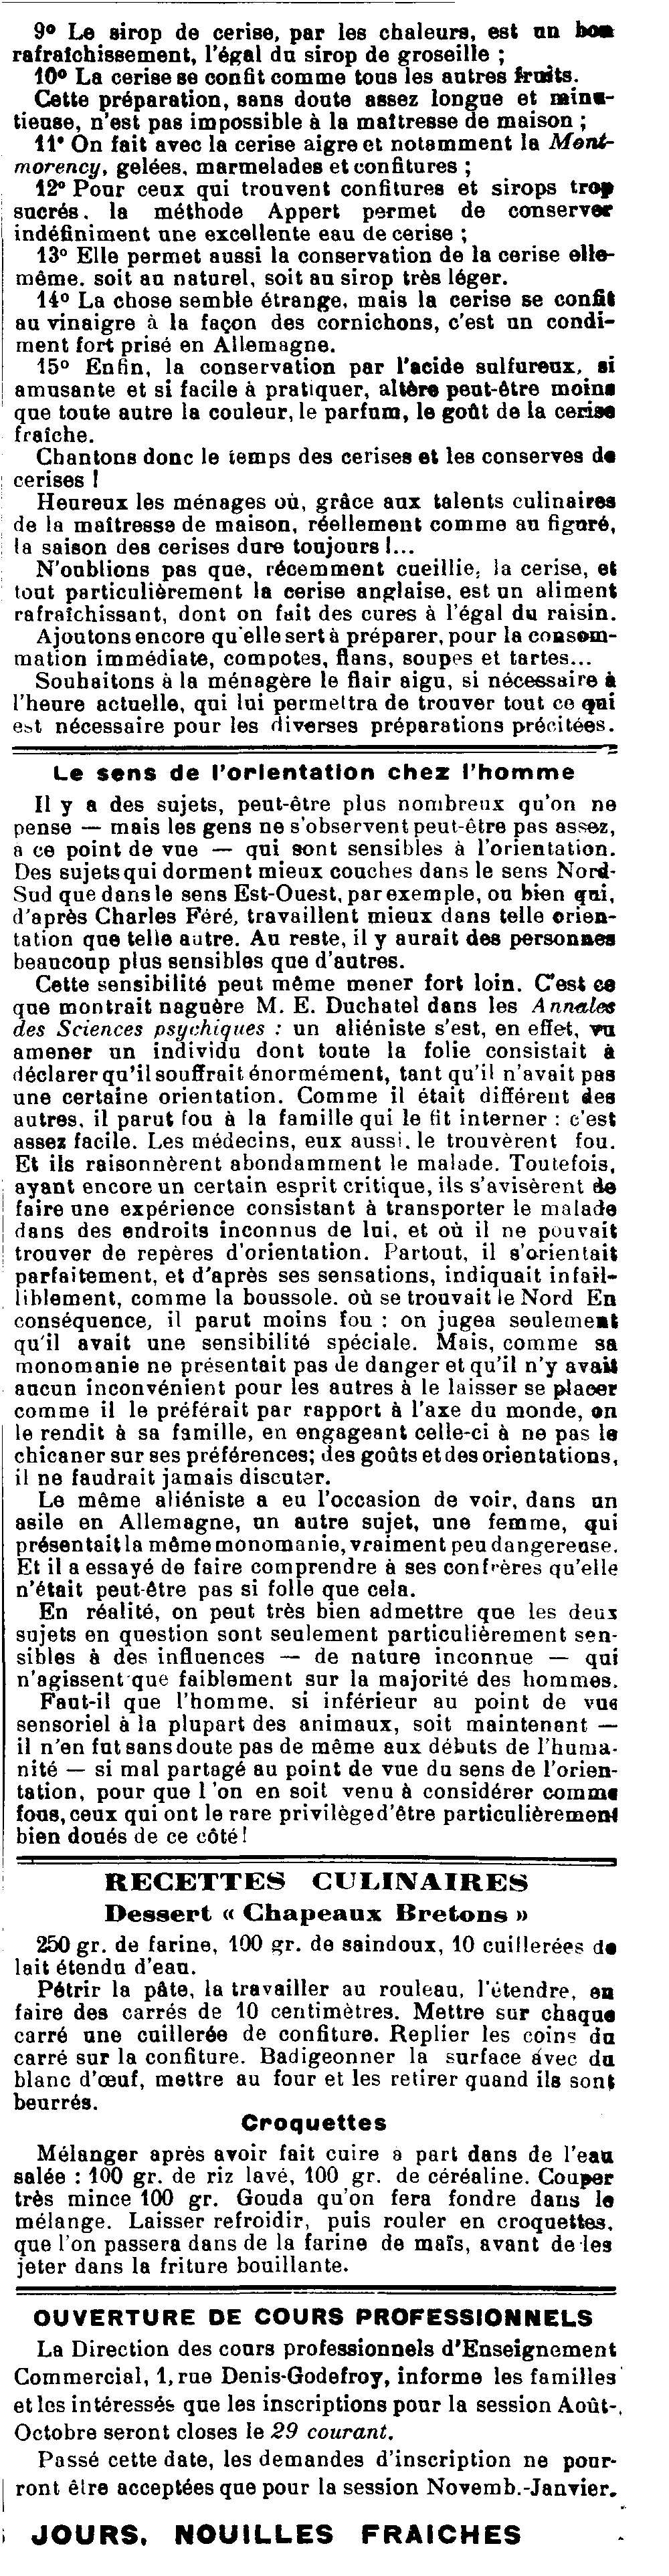 9º Le sirop de cerise, par les chaleurs, est un bon
rafraîchissement, l'égal du sirop de groseille ;
10º La cerise se confit comme tous les autres fruits.
Cette préparation, sans doute assez longue et minu-
tieuse, n'est pas impossible à la maîtresse de maison ;
11º On fait avec la cerise aigre et notamment la Mont-
morency, gelées, marmelades et confitures ;
12º Pour ceux qui trouvent confitures et sirops trop
sucrés, la méthode Appert permet de conserver
indéfiniment une excellente eau de cerise ;
13º Elle permet aussi la conservation de la cerise elle-
même, soit au naturel, soit au sirop très léger.
14º La chose semble étrange, mais la cerise se confit
au vinaigre à la façon des cornichons, c'est un condi-
ment fort prisé en Allemagne.
15º Enfin, la conservation par l'acide sulfureux, si
amusante et si facile à pratiquer, altère peut-être moins
que toute autre la couleur, le parfum, le goût de la cerise
fraîche.
Chantons donc le temps des cerises et les conserves de
cerises !
Heureux les ménages où, grâce aux talents culinaires
de la maîtresse de maison, réellement comme au figuré,
la saison des cerises dure toujours !...
N'oublions pas que, récemment cueillie, la cerise, et
tout particulièrement la cerise anglaise, est un aliment
rafraîchissant, dont on fait des cures à l'égal du raisin.
Ajoutons encore qu'elle sert à préparer, pour la consom-
mation immédiate, compotes, flans, soupes et tartes...
Souhaitons à la ménagère le flair aigu, si nécessaire à
l'heure actuelle, qui lui permettra de trouver tout ce qui
est nécessaire pour les diverses préparations précitées.
Le sens de l'orientation chez l'homme
Il y a des sujets, peut-être plus nombreux qu'on ne
pense — mais les gens ne s'observent peut-être pas assez,
à ce point de vue — qui sont sensibles à l'orientation.
Des sujets qui dorment mieux couchés dans le sens Nord-
Sud que dans le sens Est-Ouest, par exemple, ou bien qui,
d'après Charles Féré, travaillent mieux dans telle orien-
tation que telle autre. Au reste, il y aurait des personnes
beaucoup plus sensibles que d'autres.
Cette sensibilité peut même mener fort loin. C'est ce
que montrait naguère M. E. Duchatel dans les Annales
des Sciences psychiques : un aliéniste s'est, en effet, vu
amener un individu dont toute la folie consistait à
déclarer qu'il souffrait énormément, tant qu'il n'avait pas
une certaine orientation. Comme il était différent des
autres, il parut fou à la famille qui le fit interner : c'est
assez facile. Les médecins, eux aussi, le trouvèrent fou.
Et ils raisonnèrent abondamment le malade. Toutefois,
ayant encore un certain esprit critique, ils s'avisèrent de
faire une expérience consistant à transporter le malade
dans des endroits inconnus de lui, et où il ne pouvait
trouver de repères d'orientation. Partout, il s'orientait
parfaitement, et d'après ses sensations, indiquait infail-
liblement, comme la boussole, où se trouvait le Nord En
conséquence, il parut moins fou : on jugea seulement
qu'il avait une sensibilité spéciale. Mais, comme sa
monomanie ne présentait pas de danger et qu'il n'y avait
aucun inconvénient pour les autres à le laisser se placer
comme il le préférait par rapport à l'axe du monde, on
le rendit à sa famille, en engageant celle-ci à ne pas le
chicaner sur ses préférences; des goûts et des orientations,
il ne faudrait jamais discuter.
Le même aliéniste a eu l'occasion de voir, dans un
asile en Allemagne, un autre sujet, une femme, qui
présentait la même monomanie, vraiment peu dangereuse.
Et il a essayé de faire comprendre à ses confrères qu'elle
n'était peut-être pas si folle que cela.
En réalité, on peut très bien admettre que les deux
sujets en question sont seulement particulièrement sen-
sibles à des influences — de nature inconnue — qui
n'agissent que faiblement sur la majorité des hommes.
Faut-il que l'homme, si inférieur au point de vue
sensoriel à la plupart des animaux, soit maintenant —
il n'en fut sans doute pas de même aux débuts de l'huma-
nité — si mal partagé au point de vue du sens de l'orien-
tation, pour que l'on en soit venu à considérer comme
fous, ceux qui ont le rare privilège d'être particulièrement
bien doués de ce côté !
RECETTES CULINAIRES
Dessert « Chapeaux Bretons »
250 gr. de farine, 100 gr. de saindoux, 10 cuillerées de
lait étendu d'eau.
Pétrir la pâte, la travailler au rouleau, l'étendre, en
faire des carrés de 10 centimètres. Mettre sur chaque
carré une cuillerée de confiture. Replier les coins du
carré sur la confiture. Badigeonner la surface avec du
blanc d'œuf, mettre au four et les retirer quand ils sont
beurrés.
Croquettes
Mélanger après avoir fait cuire à part dans de l'eau
salée : 100 gr. de riz lavé, 100 gr. de céréaline. Couper
très mince 100 gr. Gouda qu'on fera fondre dans le
mélange. Laisser refroidir, puis rouler en croquettes,
que l'on passera dans de la farine de maïs, avant de les
jeter dans la friture bouillante.
OUVERTURE DE COURS PROFESSIONNELS
La Direction des cours professionnels d'Enseignement
Commercial, 1, rue Denis-Godefroy, informe les familles
et les intéressés que les inscriptions pour la session Août-
Octobre seront closes le 29 courant.
Passé cette date, les demandes d'inscription ne pour-
ront être acceptées que pour la session Novemb.-Janvier.
JOURS, NOUILLES FRAICHES